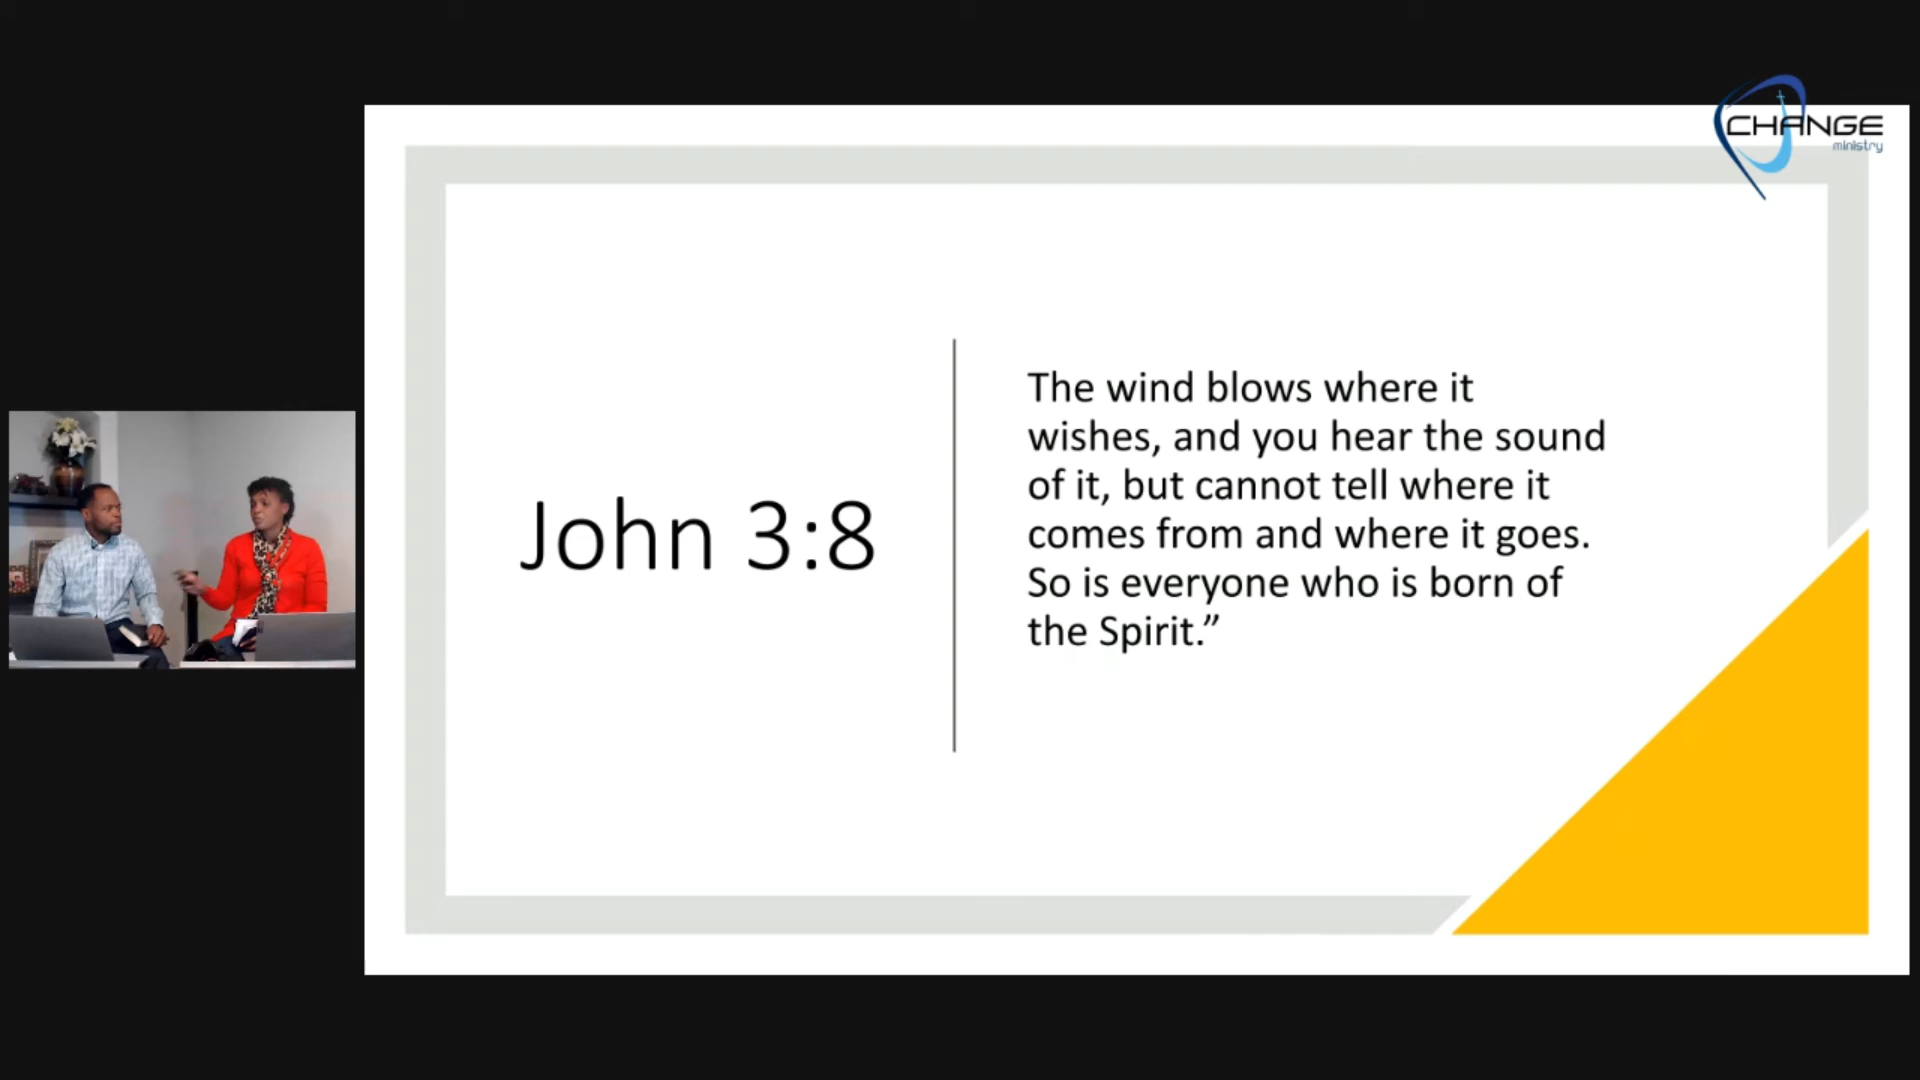 CHANGE
ministry
John 3:8
The wind blows where it
wishes, and you hear the sound
of it, but cannot tell where it
comes from and where it goes.
So is everyone who is born of
the Spirit.”